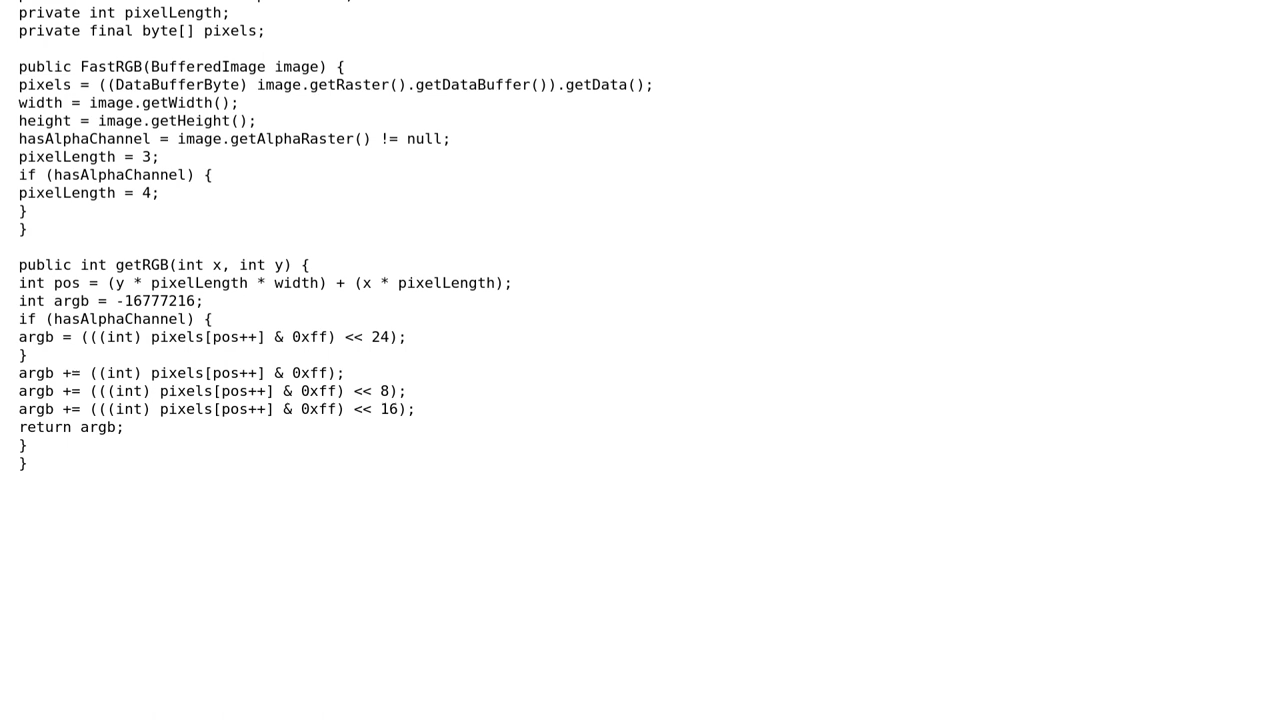 private int pixelLength;
private final byte[] pixels;
public FastRGB(BufferedImage image) {
pixels = ((DataBufferByte) image.getRaster().getDataBuffer()).getData();
width = image.getWidth();
height = image.getHeight();
hasAlphaChannel = image.getAlphaRaster() != null;
pixelLength = 3;
if (hasAlphaChannel) {
pixelLength = 4;
}
}
public int getRGB(int x, int y) {
int pos = (y * pixelLength * width) + (x * pixelLength);
int argb = -16777216;
if (hasAlphaChannel) {
argb = (((int) pixels[pos++] & 0xff) << 24);
}
argb += ((int) pixels[pos++] & 0xff);
argb += (((int) pixels[pos++] & 0xff) << 8);
argb += (((int) pixels[pos++] & 0xff) << 16);
return argb;
}
}